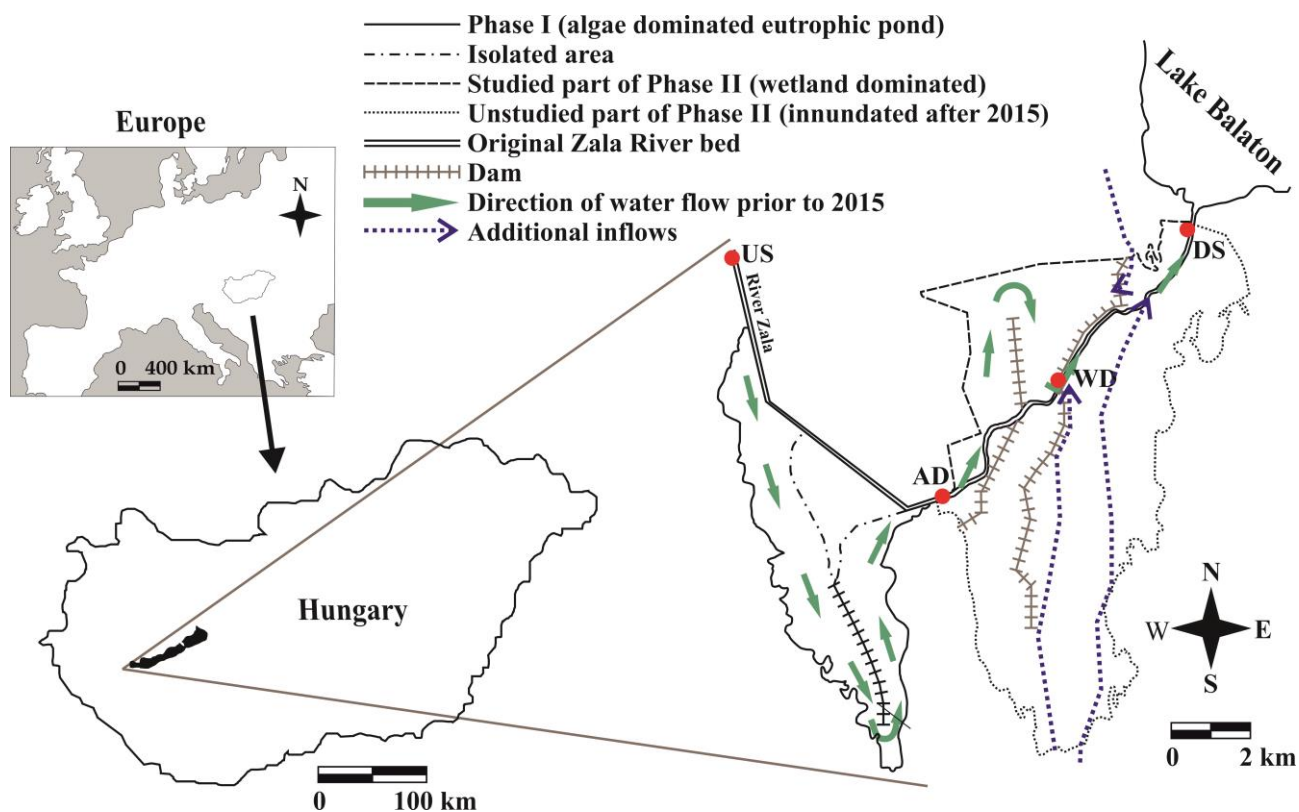 Phase I (algae dominated eutrophic pond)
Isolated area
Studied part of Phase II (wetland dominated)
Unstudied part of Phase II (innundated after 2015)
Original Zala River bed
Dam
Direction of water flow prior to 2015
Additional inflows
Europe
N
0 400 km
Hungary
0 100 km
US
River Zala
AD
WD
DS
Lake Balaton
N
W E
S
0 2 km